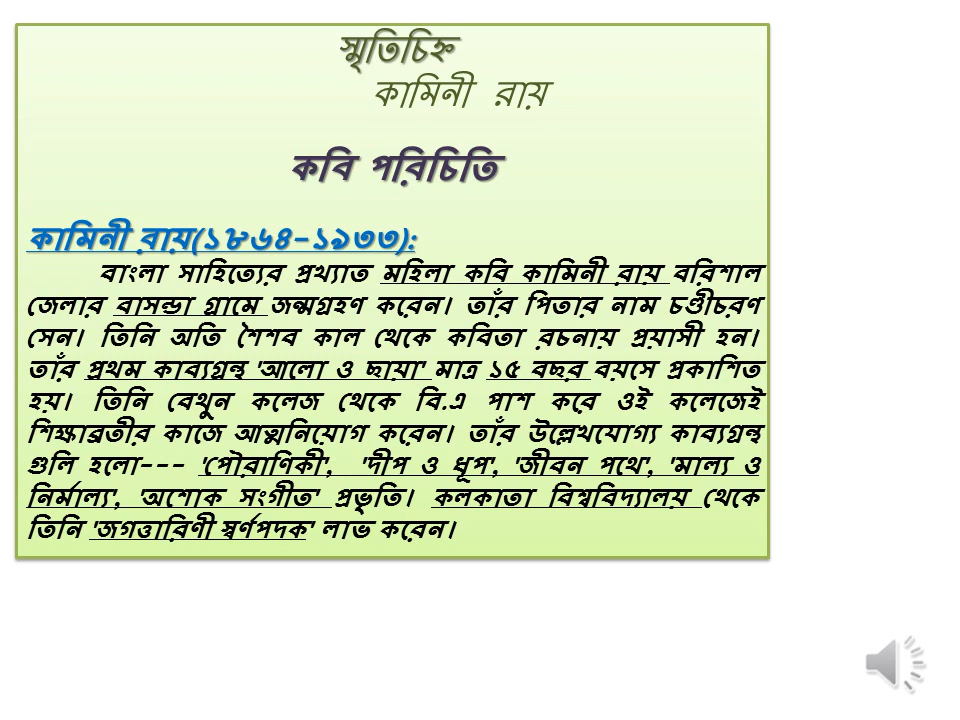 স্মৃতিচিহ্ন
কামিনী রায়
কবি পরিচিতি
কামিনী রায়(১৮৬৪-১৯৩৩):
বাংলা সাহিত্যের প্রখ্যাত মহিলা কবি কামিনী রায় বরিশাল
জেলার বাসন্ডা গ্রামে জন্মগ্রহণ করেন। তাঁর পিতার নাম চণ্ডীচরণ
সেন। তিনি অতি শৈশব কাল থেকে কবিতা রচনায় প্রয়াসী হন।
তাঁর প্রথম কাব্যগ্রন্থ 'আলো ও ছায়া' মাত্র ১৫ বছর বয়সে প্রকাশিত
হয়। তিনি বেথুন কলেজ থেকে বি.এ পাশ করে ওই কলেজেই
শিক্ষাব্রতীর কাজে আত্মনিয়োগ করেন। তাঁর উল্লেখযোগ্য কাব্যগ্রন্থ
গুলি হলো--- 'পৌরাণিকী', 'দীপ ও ধূপ', 'জীবন পথে', 'মাল্য ও
নির্মাল্য', 'অশোক সংগীত' প্রভৃতি। কলকাতা বিশ্ববিদ্যালয় থেকে
তিনি 'জগত্তারিণী স্বর্ণপদক' লাভ করেন।